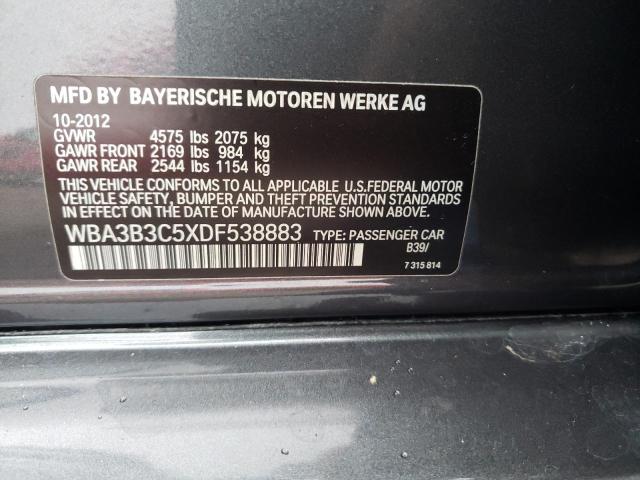 MFD BY BAYERISCHE MOTOREN WERKE AG
10-2012
GVWR 4575 lbs 2075 kg
GAWR FRONT 2169 lbs 984 kg
GAWR REAR 2544 lbs 1154 kg
THIS VEHICLE CONFORMS TO ALL APPLICABLE U.S.FEDERAL MOTOR
VEHICLE SAFETY, BUMPER AND THEFT PREVENTION STANDARDS
IN EFFECT ON THE DATE OF MANUFACTURE SHOWN ABOVE.
WBA3B3C5XDF538883 TYPE: PASSENGER CAR
B39/
7 315 814